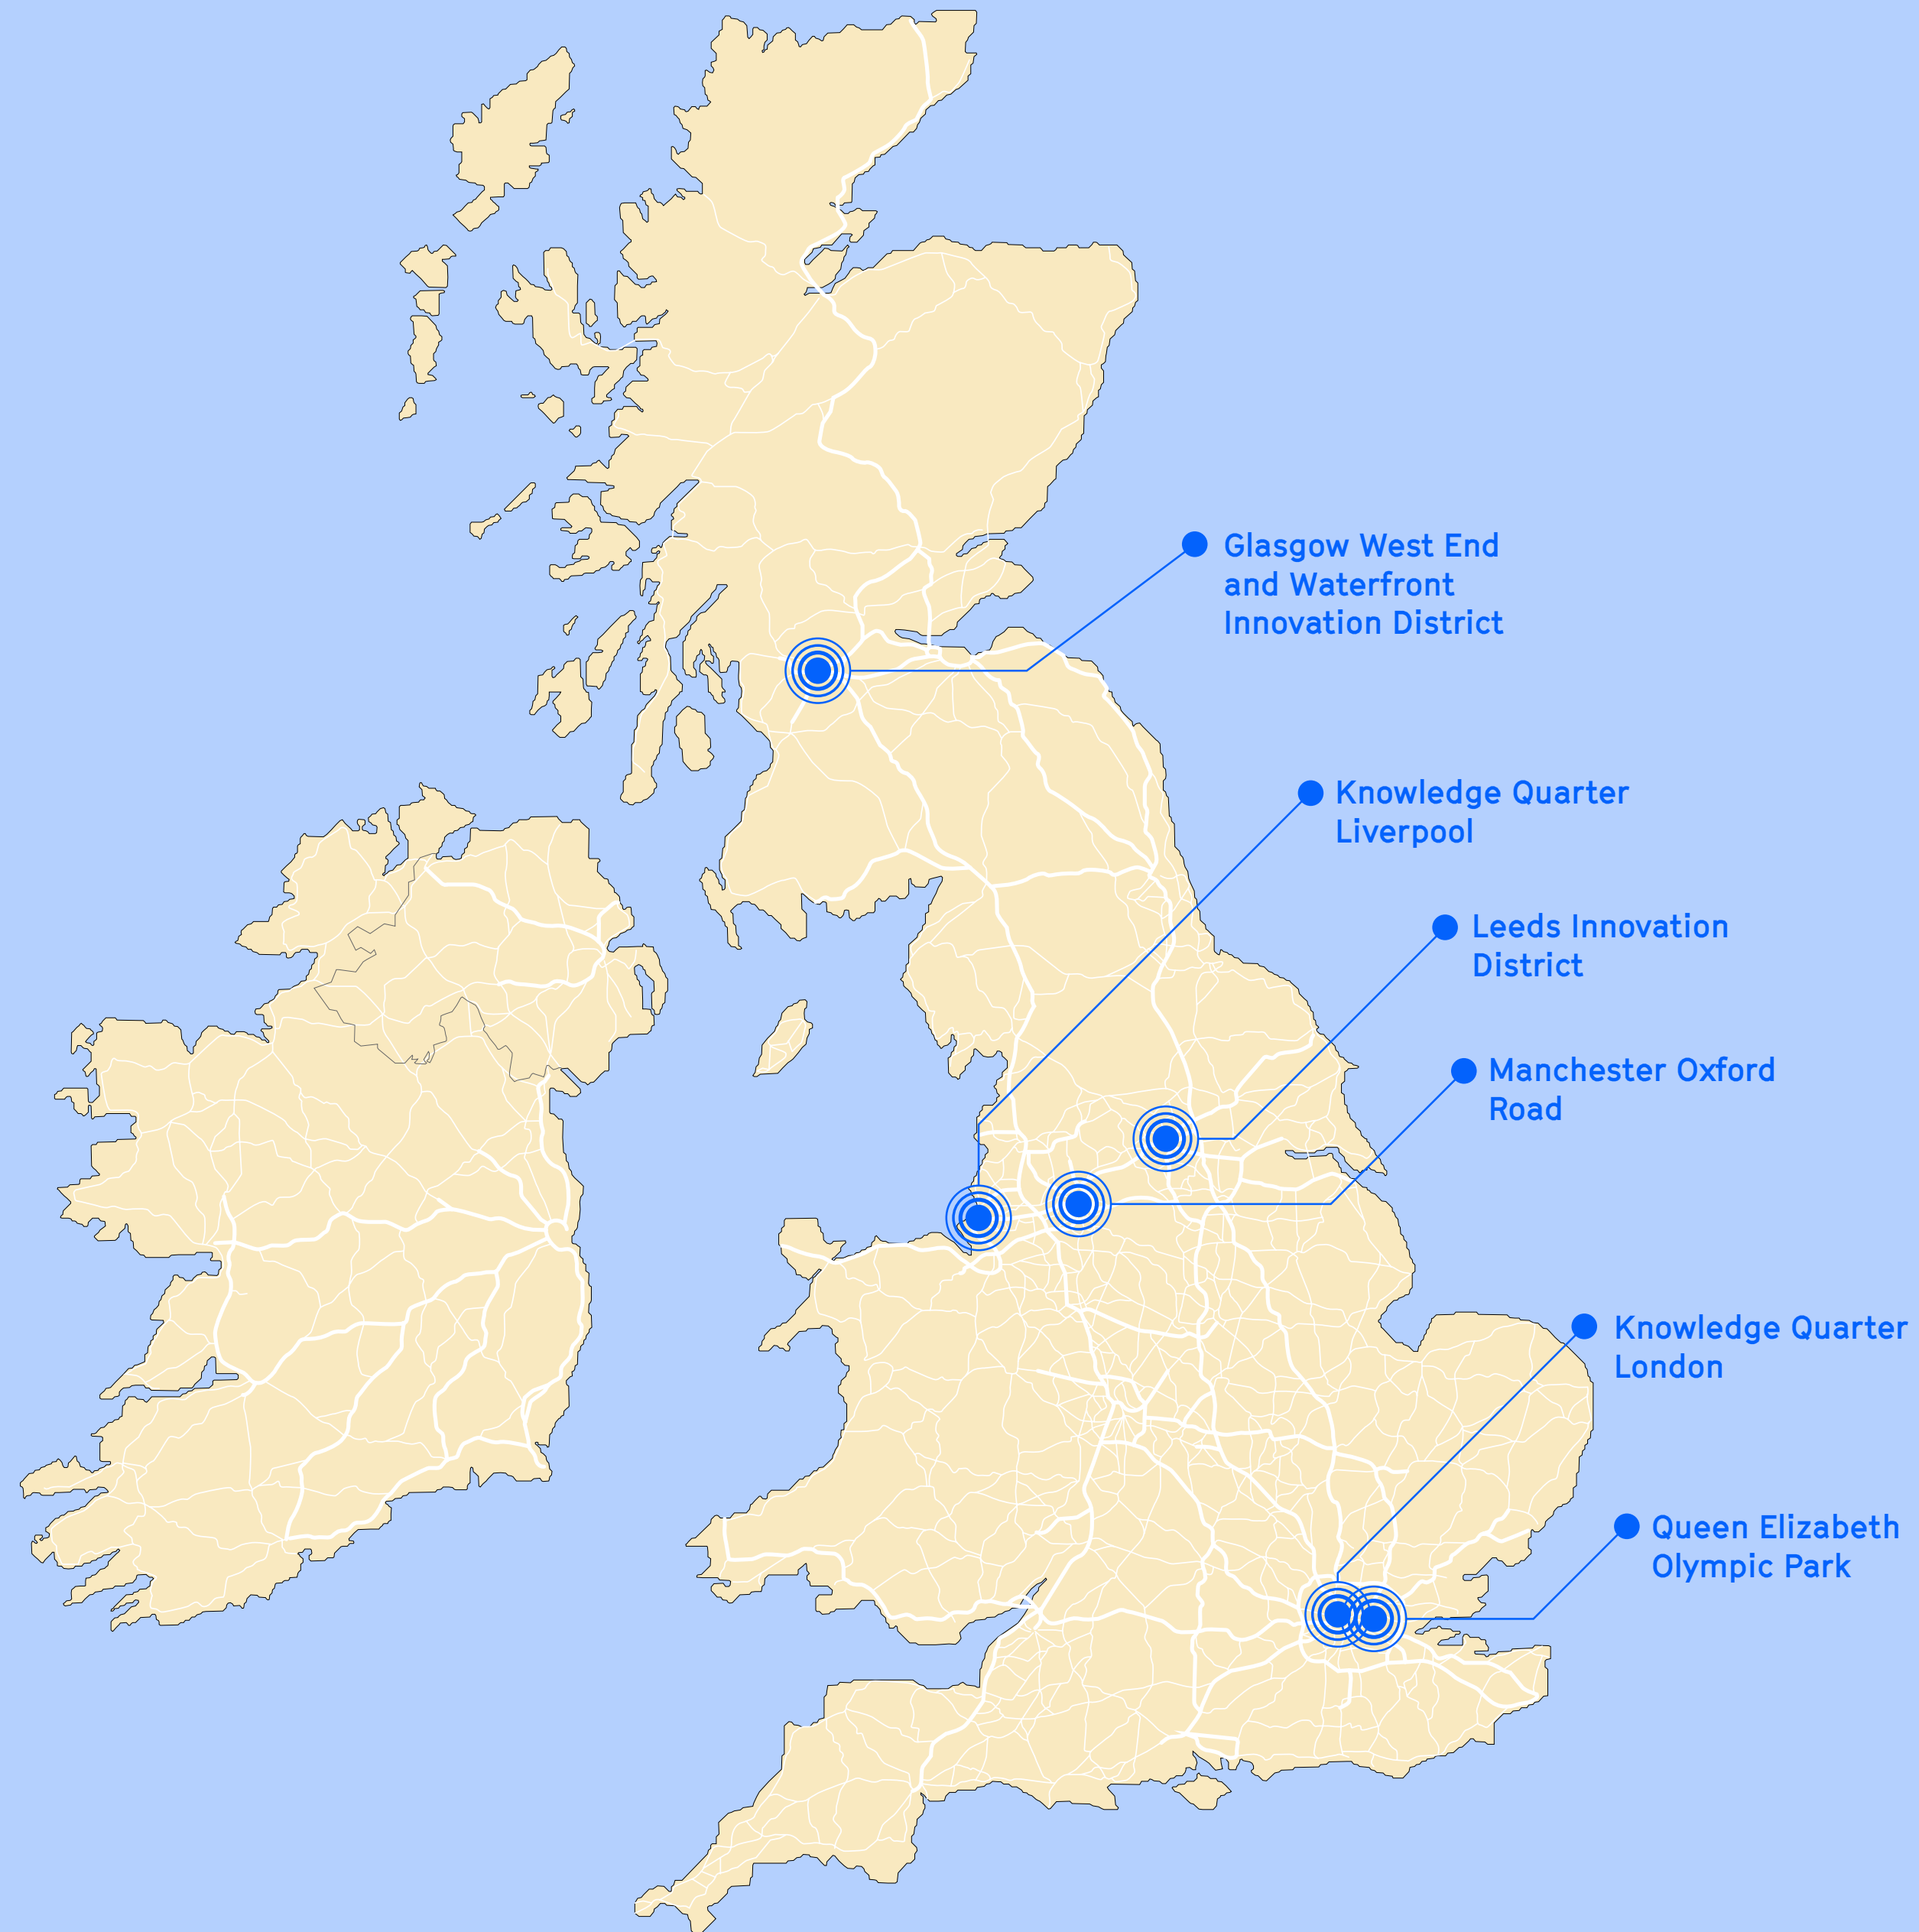 Glasgow West End
and Waterfront
Innovation District
Knowledge Quarter
Liverpool
Leeds Innovation
District
Manchester Oxford
Road
Knowledge Quarter
London
Queen Elizabeth
Olympic Park